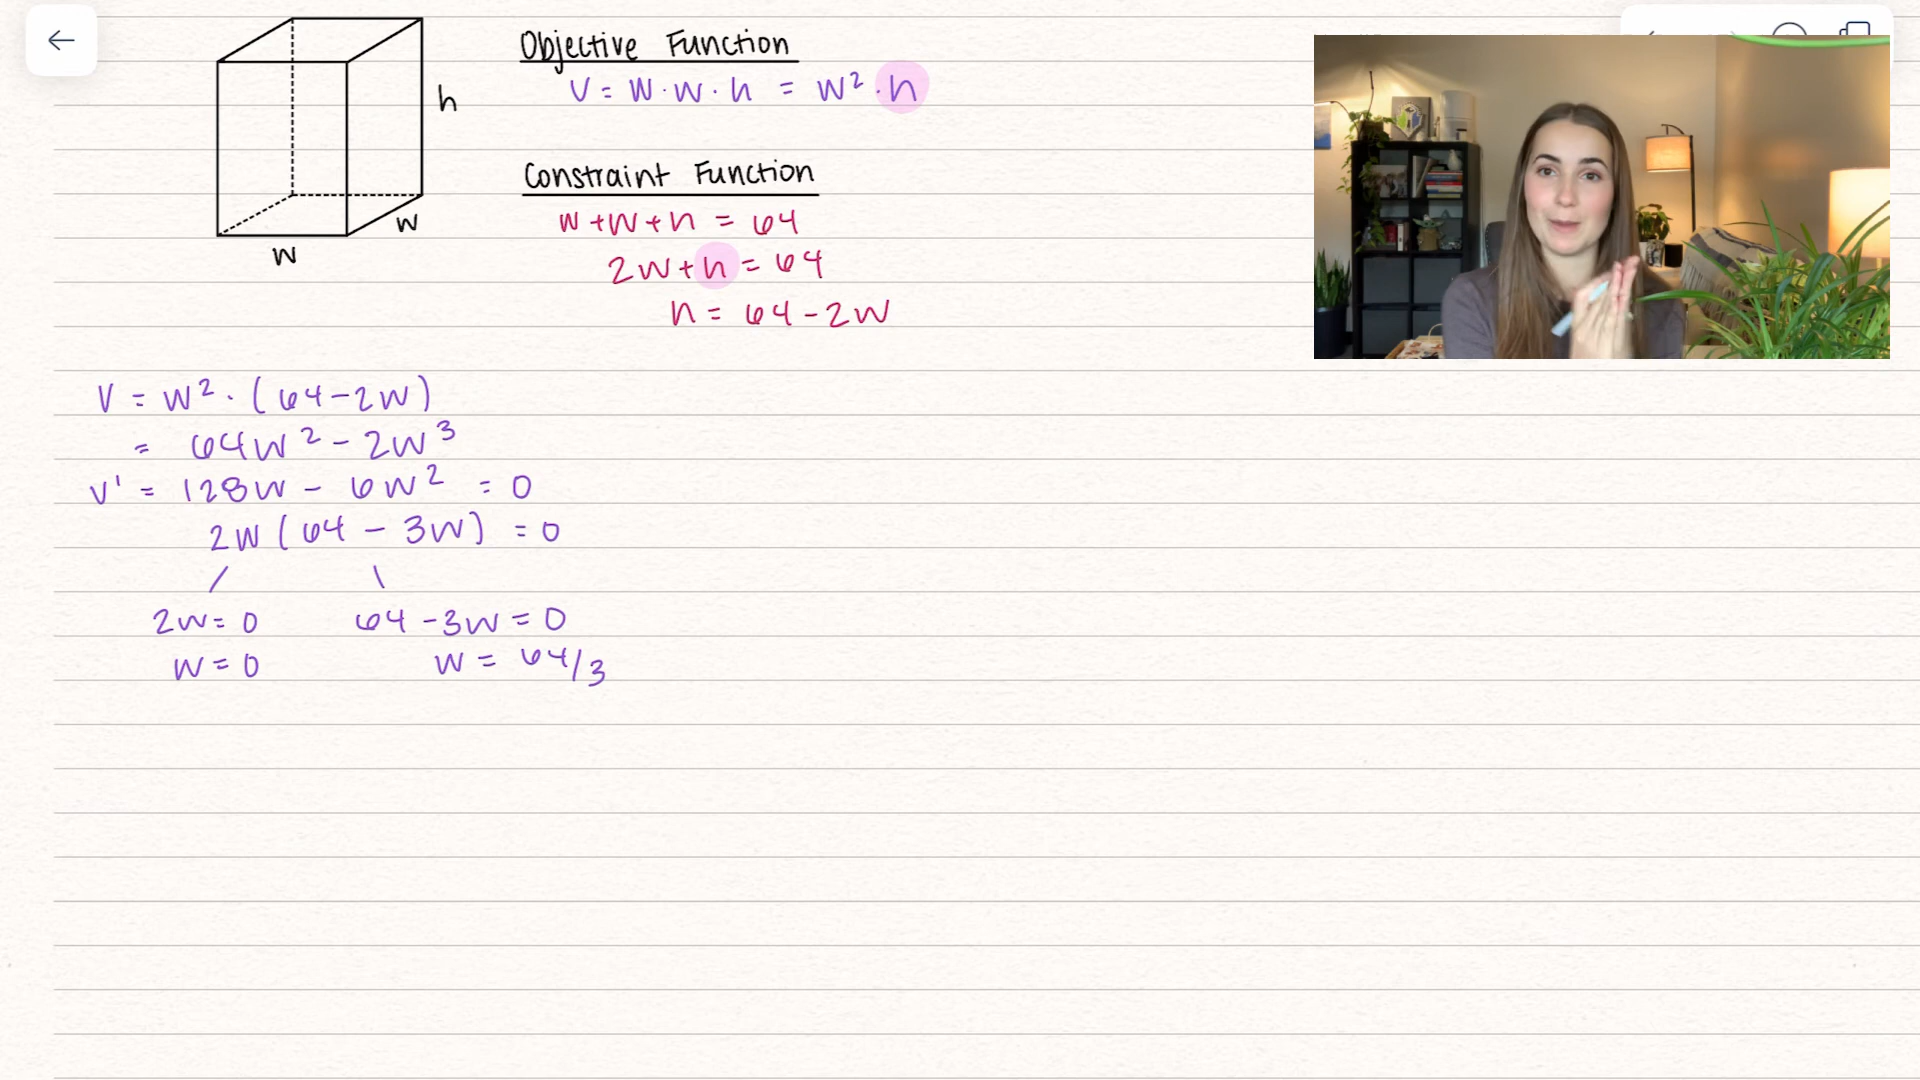 h
w
w
Objective Function
V = w·w·h = w²·h
Constraint Function
w+w+h = 64
2w+h = 64
h = 64-2w
V = w²·(64-2w)
= 64w²-2w³
V' = 128w - 6w² = 0
2w(64 - 3w) = 0
2w = 0
64-3w = 0
w = 0
w = 64/3